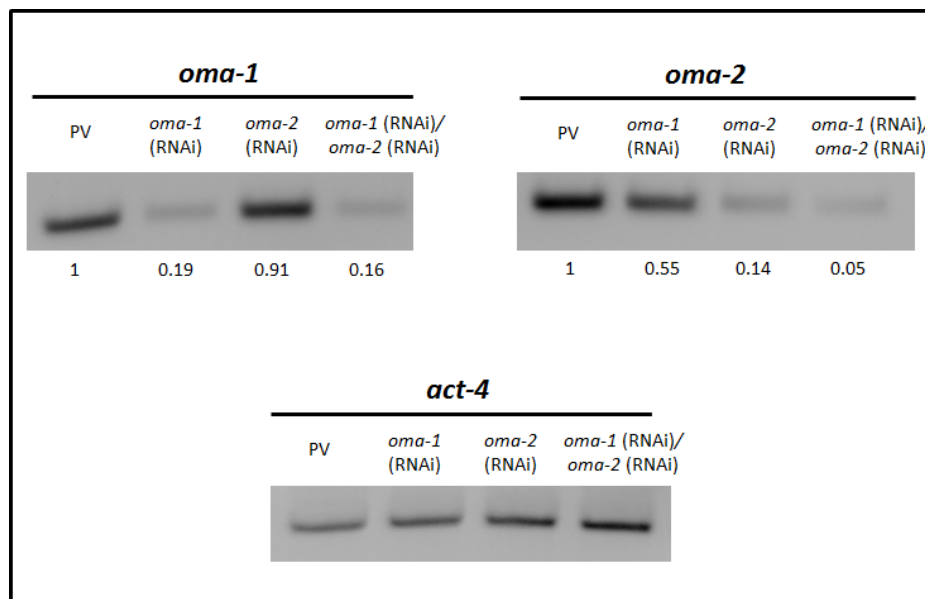 oma-1
PV
oma-1
(RNAi)
oma-2
(RNAi)
oma-1 (RNAi)/
oma-2 (RNAi)
1
0.19
0.91
0.16
oma-2
PV
oma-1
(RNAi)
oma-2
(RNAi)
oma-1 (RNAi)/
oma-2 (RNAi)
1
0.55
0.14
0.05
act-4
PV
oma-1
(RNAi)
oma-2
(RNAi)
oma-1 (RNAi)/
oma-2 (RNAi)